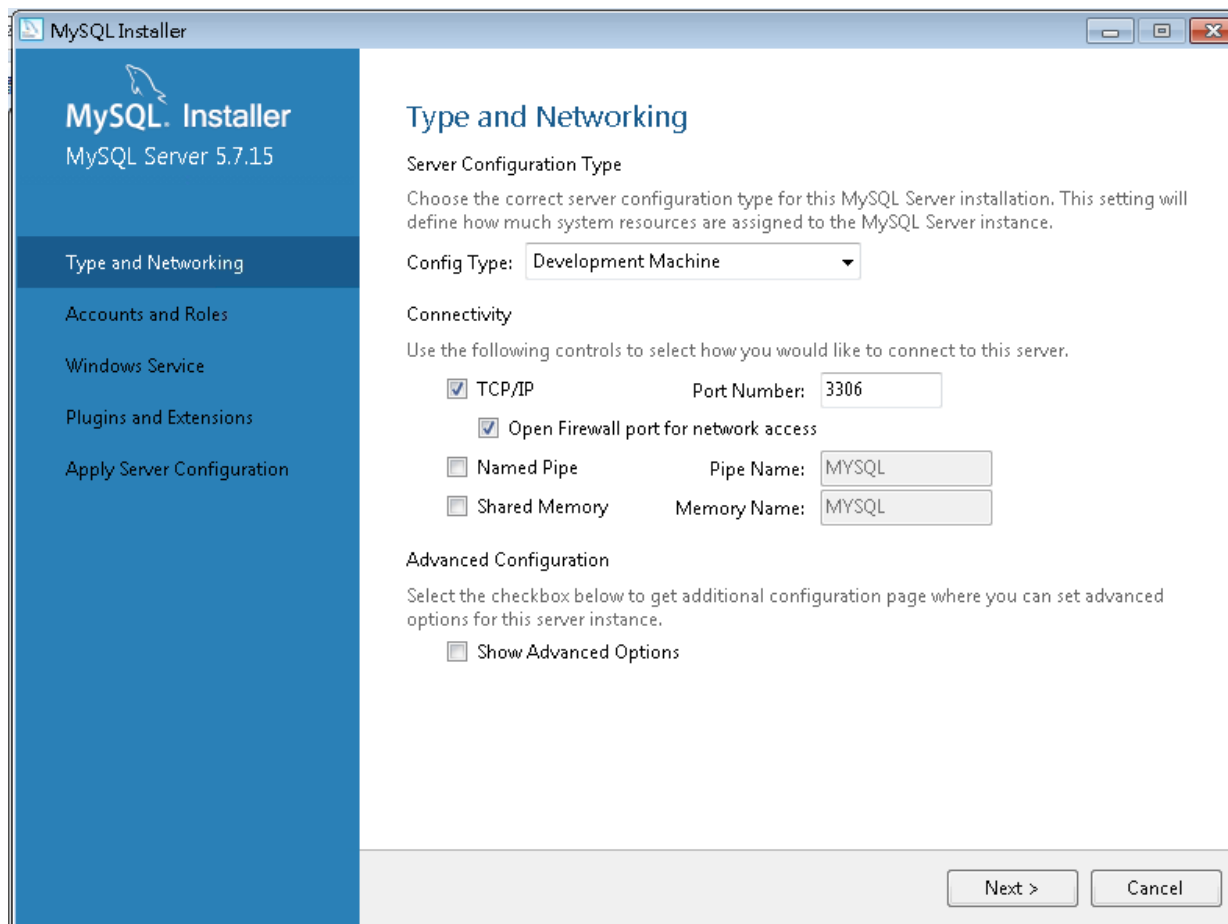 MySQL Installer
MySQL. Installer
MySQL Server 5.7.15
Type and Networking
Accounts and Roles
Windows Service
Plugins and Extensions
Apply Server Configuration
Type and Networking
Server Configuration Type
Choose the correct server configuration type for this MySQL Server installation. This setting will
define how much system resources are assigned to the MySQL Server instance.
Config Type: Development Machine
Connectivity
Use the following controls to select how you would like to connect to this server.
TCP/IP Port Number: 3306
Open Firewall port for network access
Named Pipe Pipe Name: MYSQL
Shared Memory Memory Name: MYSQL
Advanced Configuration
Select the checkbox below to get additional configuration page where you can set advanced
options for this server instance.
Show Advanced Options
Next > Cancel